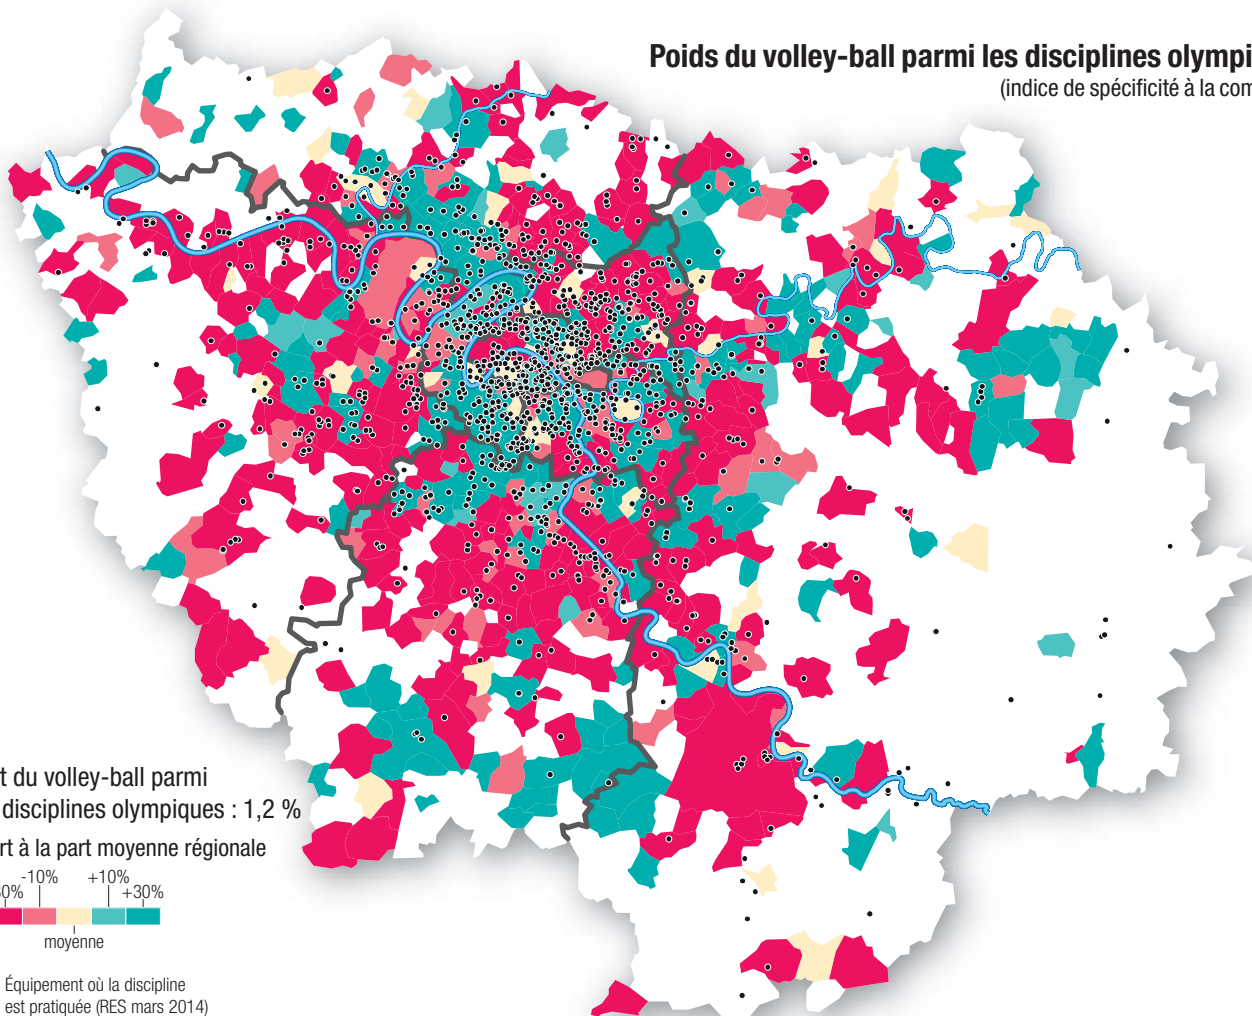 Poids du volley-ball parmi les disciplines olympi
(indice de spécificité à la com
t du volley-ball parmi
disciplines olympiques : 1,2 %
rt à la part moyenne régionale
-10% +10%
30% +30%
moyenne
Équipement où la discipline
est pratiquée (RES mars 2014)